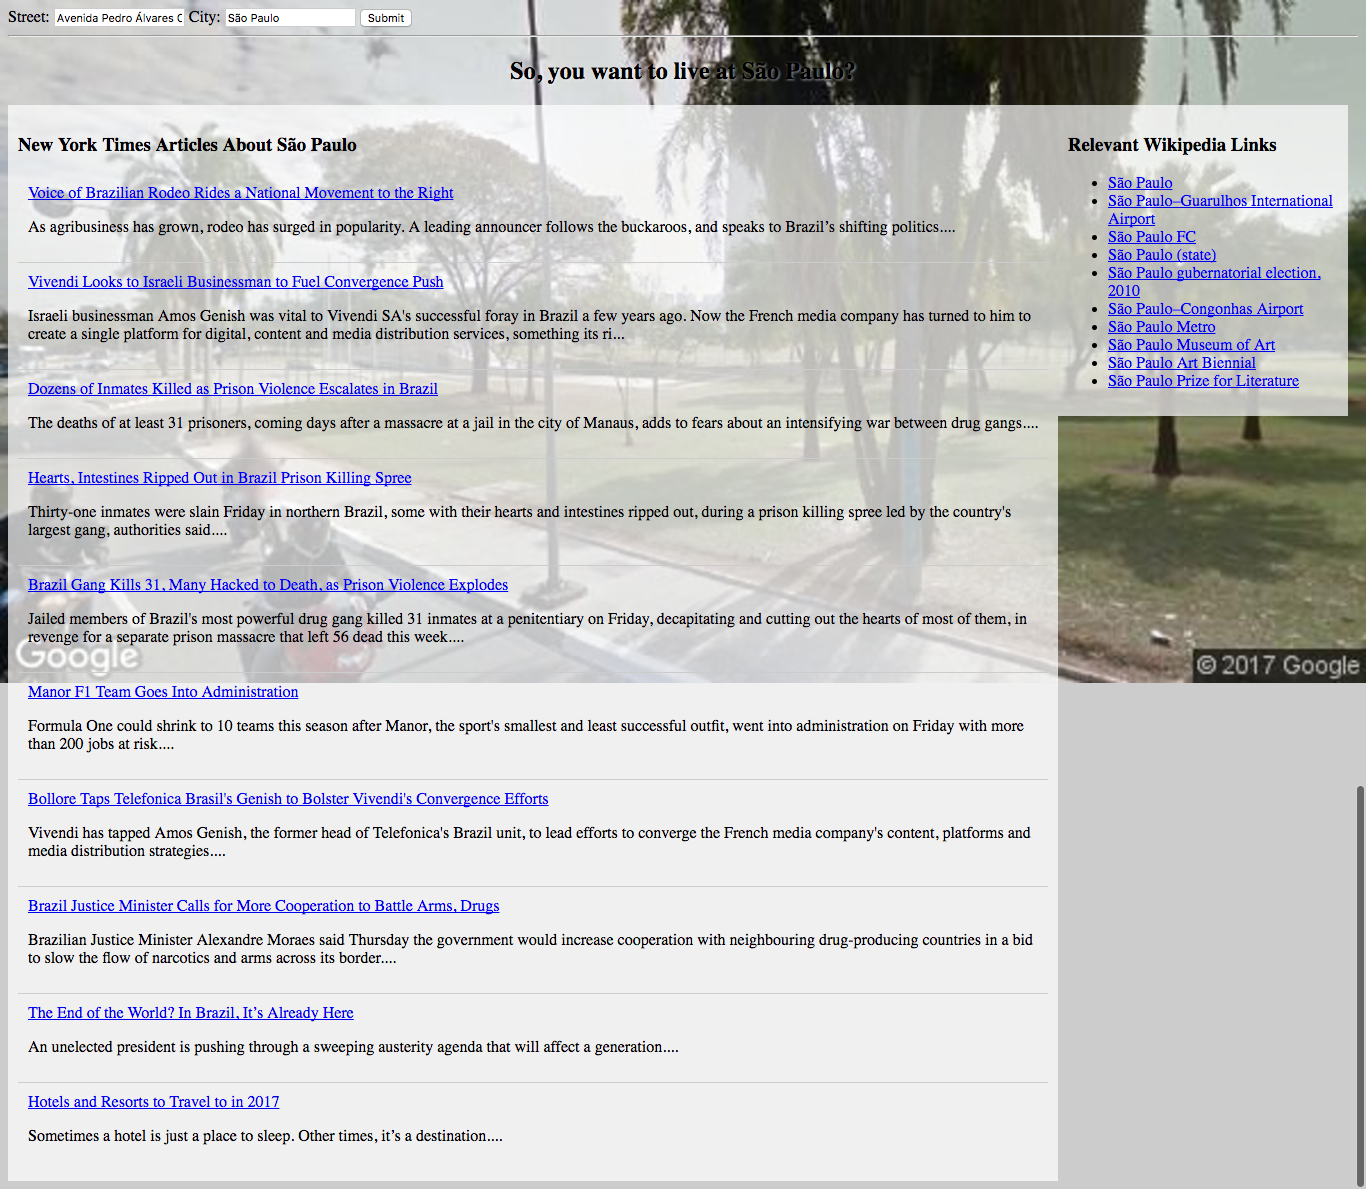 Street: Avenida Pedro Álvares C City: São Paulo Submit
So, you want to live at São Paulo?
New York Times Articles About São Paulo
Voice of Brazilian Rodeo Rides a National Movement to the Right
As agribusiness has grown, rodeo has surged in popularity. A leading announcer follows the buckaroos, and speaks to Brazil’s shifting politics....
Vivendi Looks to Israeli Businessman to Fuel Convergence Push
Israeli businessman Amos Genish was vital to Vivendi SA's successful foray in Brazil a few years ago. Now the French media company has turned to him to
create a single platform for digital, content and media distribution services, something its ri...
Dozens of Inmates Killed as Prison Violence Escalates in Brazil
The deaths of at least 31 prisoners, coming days after a massacre at a jail in the city of Manaus, adds to fears about an intensifying war between drug gangs....
Hearts, Intestines Ripped Out in Brazil Prison Killing Spree
Thirty-one inmates were slain Friday in northern Brazil, some with their hearts and intestines ripped out, during a prison killing spree led by the country's
largest gang, authorities said....
Brazil Gang Kills 31, Many Hacked to Death, as Prison Violence Explodes
Jailed members of Brazil's most powerful drug gang killed 31 inmates at a penitentiary on Friday, decapitating and cutting out the hearts of most of them, in
revenge for a separate prison massacre that left 56 dead this week....
Manor F1 Team Goes Into Administration
Formula One could shrink to 10 teams this season after Manor, the sport's smallest and least successful outfit, went into administration on Friday with more
than 200 jobs at risk....
Bollore Taps Telefonica Brasil's Genish to Bolster Vivendi's Convergence Efforts
Vivendi has tapped Amos Genish, the former head of Telefonica's Brazil unit, to lead efforts to converge the French media company's content, platforms and
media distribution strategies....
Brazil Justice Minister Calls for More Cooperation to Battle Arms, Drugs
Brazilian Justice Minister Alexandre Moraes said Thursday the government would increase cooperation with neighbouring drug-producing countries in a bid
to slow the flow of narcotics and arms across its border....
The End of the World? In Brazil, It’s Already Here
An unelected president is pushing through a sweeping austerity agenda that will affect a generation....
Hotels and Resorts to Travel to in 2017
Sometimes a hotel is just a place to sleep. Other times, it’s a destination....
Relevant Wikipedia Links
São Paulo
São Paulo–Guarulhos International
Airport
São Paulo FC
São Paulo (state)
São Paulo gubernatorial election,
2010
São Paulo–Congonhas Airport
São Paulo Metro
São Paulo Museum of Art
São Paulo Art Biennial
São Paulo Prize for Literature
Google
© 2017 Google